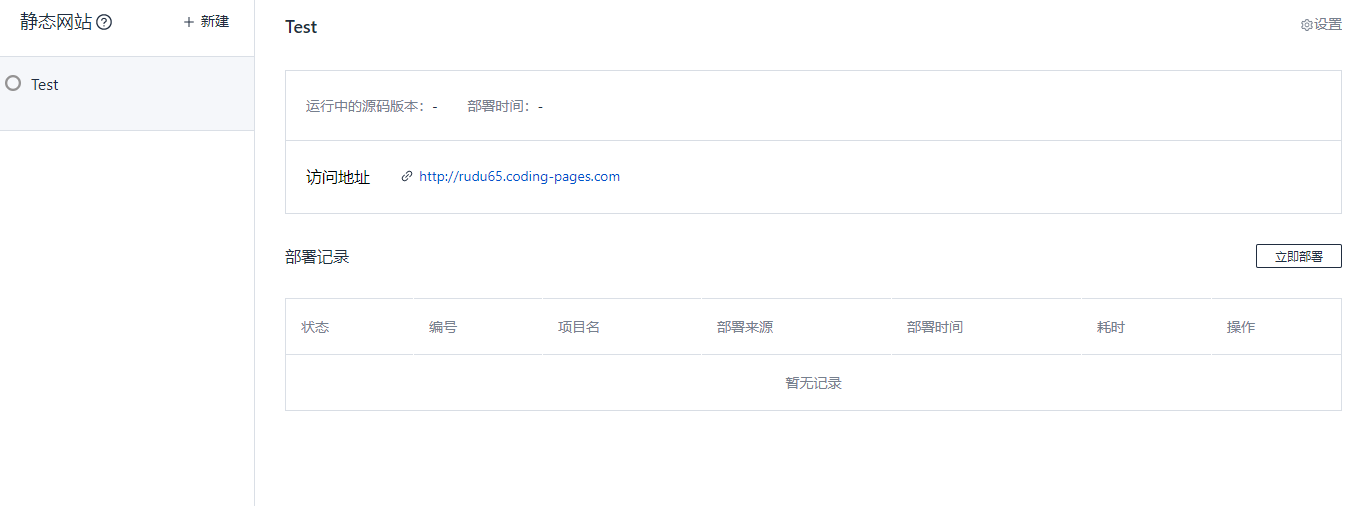 静态网站
+ 新建
Test
Test
设置
运行中的源码版本：- 部署时间：-
访问地址 http://rudu65.coding-pages.com
部署记录
立即部署
状态 编号 项目名 部署来源 部署时间 耗时 操作
暂无记录